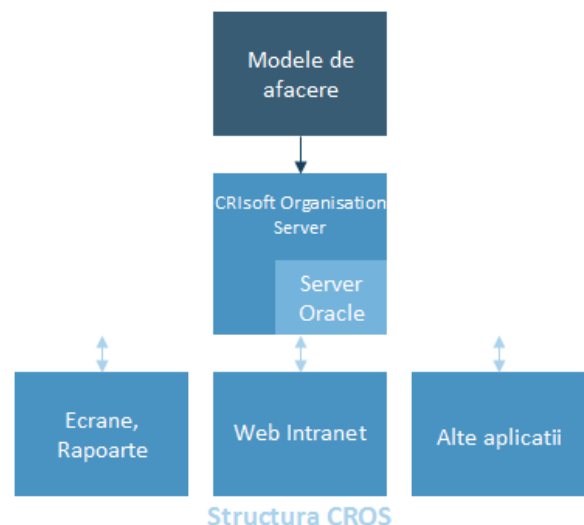 Modele de
afacere
CRIsoft Organisation
Server
Server
Oracle
Ecrane,
Rapoarte
Web Intranet
Alte aplicatii
Structura CROS